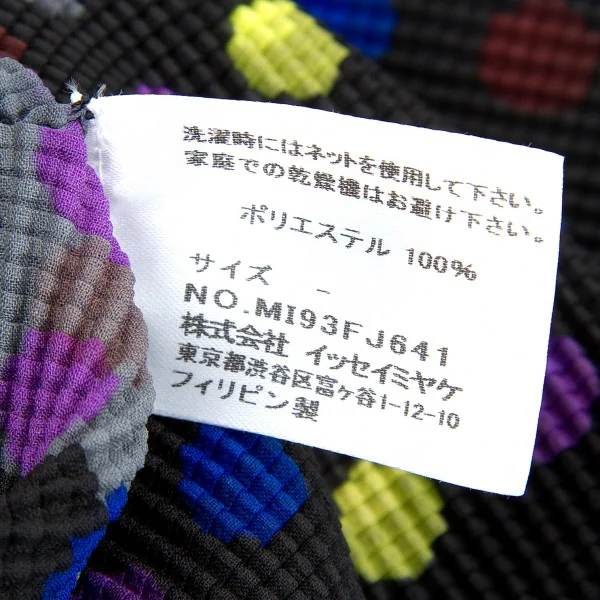 洗濯時にはネットを使用して下さい。
家庭での乾燥機はお避け下さい。
ポリエステル 100%
サイズ -
NO.MI93FJ641
株式会社 イッセイミヤケ
東京都渋谷区富ヶ谷1-12-10
フィリピン製